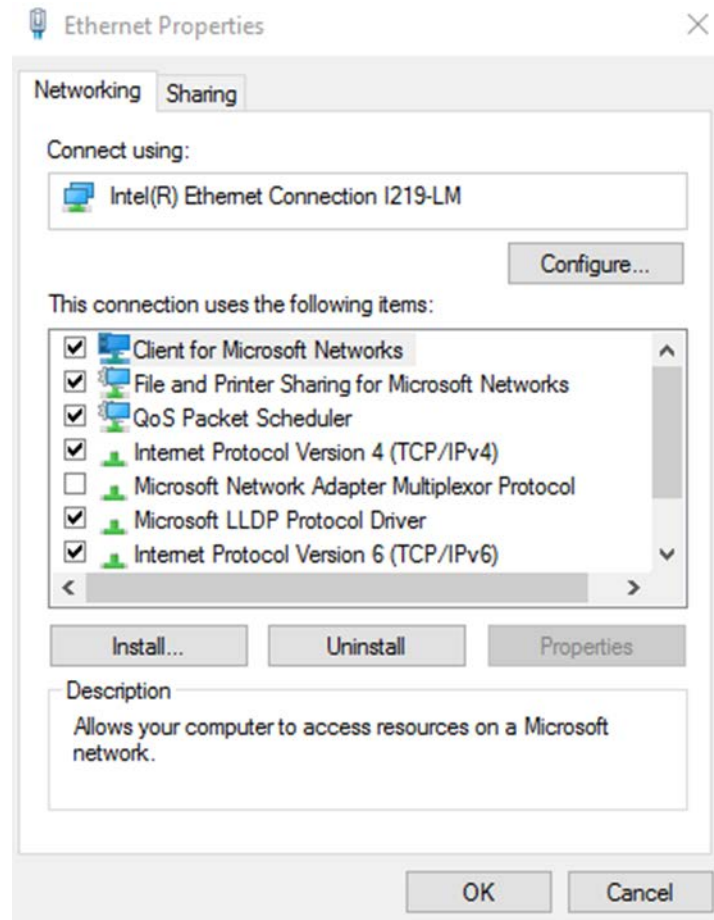 Ethernet Properties
Networking
Sharing
Connect using:
Intel(R) Ethernet Connection I219-LM
Configure...
This connection uses the following items:
Client for Microsoft Networks
File and Printer Sharing for Microsoft Networks
QoS Packet Scheduler
Internet Protocol Version 4 (TCP/IPv4)
Microsoft Network Adapter Multiplexor Protocol
Microsoft LLDP Protocol Driver
Internet Protocol Version 6 (TCP/IPv6)
Install...
Uninstall
Properties
Description
Allows your computer to access resources on a Microsoft
network.
OK
Cancel